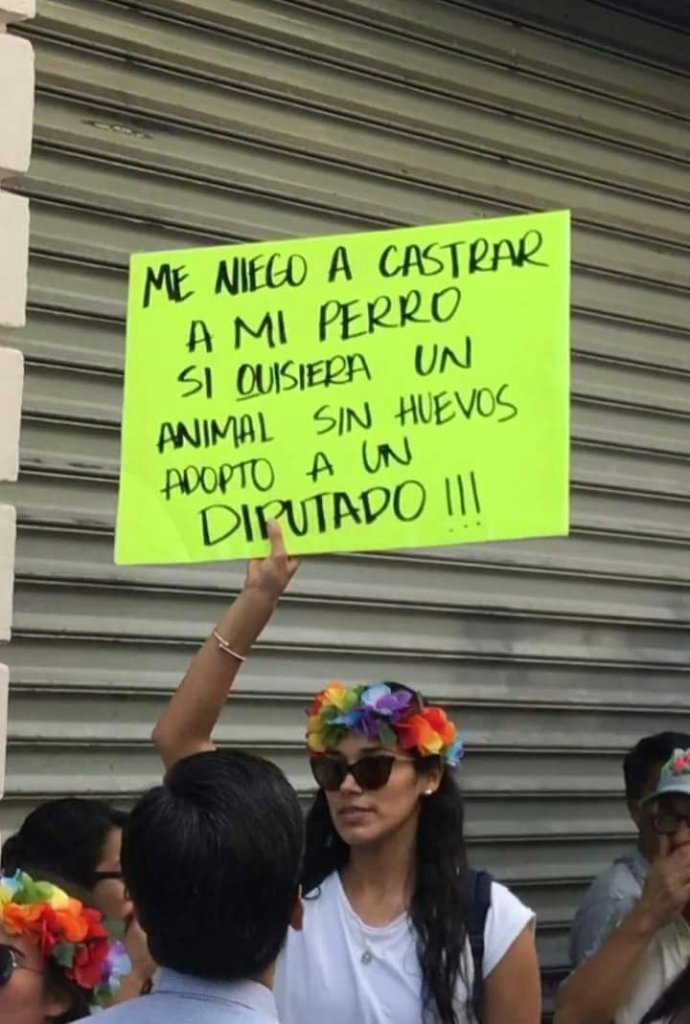 ME NIEGO A CASTRAR
A MI PERRO
SI QUISIERA UN
ANIMAL SIN HUEVOS
ADOPTO A UN
DIPUTADO !!!